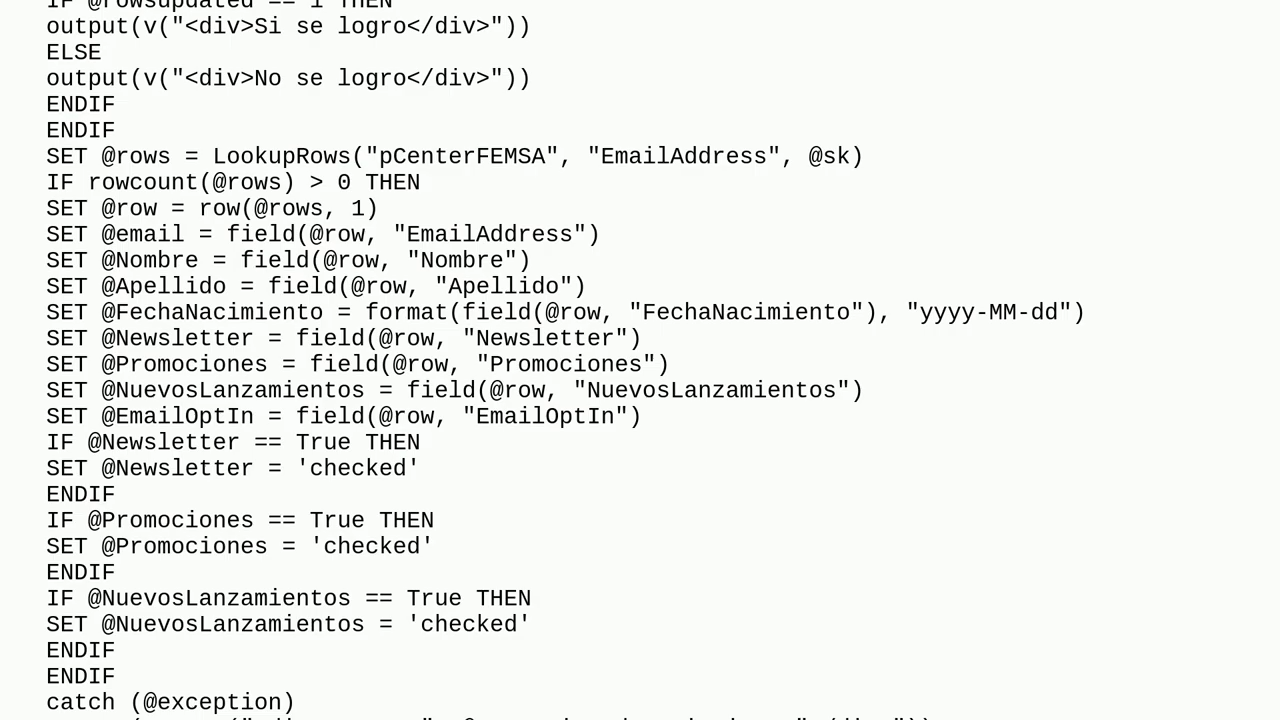 IF @rowsupdated == 1 THEN
output(v("<div>Si se logro</div>"))
ELSE
output(v("<div>No se logro</div>"))
ENDIF
ENDIF
SET @rows = LookupRows("pCenterFEMSA", "EmailAddress", @sk)
IF rowcount(@rows) > 0 THEN
SET @row = row(@rows, 1)
SET @email = field(@row, "EmailAddress")
SET @Nombre = field(@row, "Nombre")
SET @Apellido = field(@row, "Apellido")
SET @FechaNacimiento = format(field(@row, "FechaNacimiento"), "yyyy-MM-dd")
SET @Newsletter = field(@row, "Newsletter")
SET @Promociones = field(@row, "Promociones")
SET @NuevosLanzamientos = field(@row, "NuevosLanzamientos")
SET @EmailOptIn = field(@row, "EmailOptIn")
IF @Newsletter == True THEN
SET @Newsletter = 'checked'
ENDIF
IF @Promociones == True THEN
SET @Promociones = 'checked'
ENDIF
IF @NuevosLanzamientos == True THEN
SET @NuevosLanzamientos = 'checked'
ENDIF
ENDIF
catch (@exception)